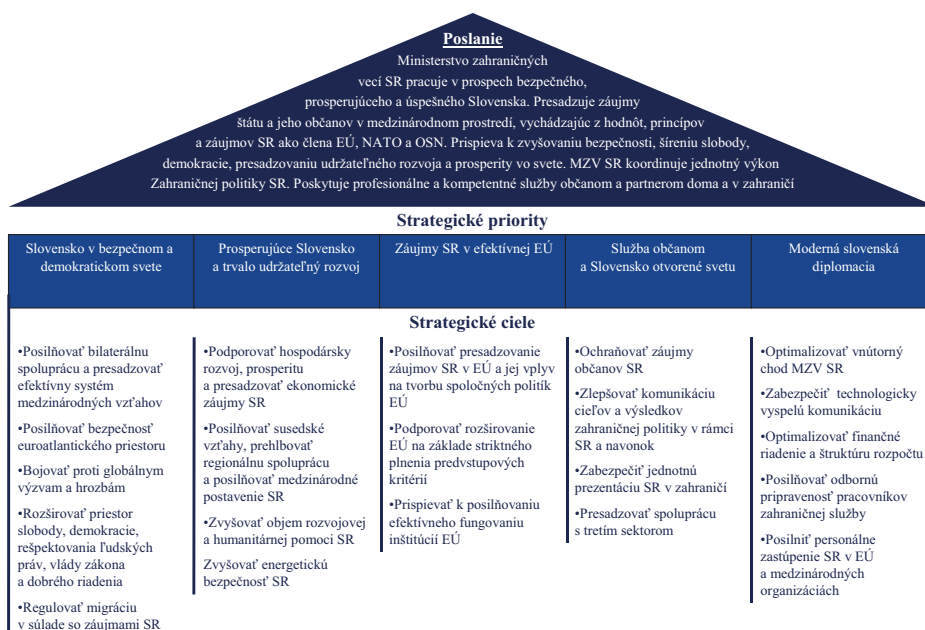 Poslanie
Ministerstvo zahraničných
vecí SR pracuje v prospech bezpečného,
prosperujúceho a úspešného Slovenska. Presadzuje záujmy
štátu a jeho občanov v medzinárodnom prostredí, vychádzajúc z hodnôt, princípov
a záujmov SR ako člena EÚ, NATO a OSN. Prispieva k zvyšovaniu bezpečnosti, šíreniu slobody,
demokracie, presadzovaniu udržateľného rozvoja a prosperity vo svete. MZV SR koordinuje jednotný výkon
Zahraničnej politiky SR. Poskytuje profesionálne a kompetentné služby občanom a partnerom doma a v zahraničí
Strategické priority
Slovensko v bezpečnom a
demokratickom svete
Prosperujúce Slovensko
a trvalo udržateľný rozvoj
Záujmy SR v efektívnej EÚ
Služba občanom
a Slovensko otvorené svetu
Moderná slovenská
diplomacia
Strategické ciele
•Posilňovať bilaterálnu
spoluprácu a presadzovať
efektívny systém
medzinárodných vzťahov
•Posilňovať bezpečnosť
euroatlantického priestoru
•Bojovať proti globálnym
výzvam a hrozbám
•Rozširovať priestor
slobody, demokracie,
rešpektovania ľudských
práv, vlády zákona
a dobrého riadenia
•Regulovať migráciu
v súlade so záujmami SR
•Podporovať hospodársky
rozvoj, prosperitu
a presadzovať ekonomické
záujmy SR
•Posilňovať susedské
vzťahy, prehlbovať
regionálnu spoluprácu
a posilňovať medzinárodné
postavenie SR
•Zvyšovať objem rozvojovej
a humanitárnej pomoci SR
Zvyšovať energetickú
bezpečnosť SR
•Posilňovať presadzovanie
záujmov SR v EÚ a jej vplyv
na tvorbu spoločných politík
EÚ
•Podporovať rozširovanie
EÚ na základe striktného
plnenia predvstupových
kritérií
•Prispievať k posilňovaniu
efektívneho fungovaniu
inštitúcií EÚ
•Ochraňovať záujmy
občanov SR
•Zlepšovať komunikáciu
cieľov a výsledkov
zahraničnej politiky v rámci
SR a navonok
•Zabezpečiť jednotnú
prezentáciu SR v zahraničí
•Presadzovať spoluprácu
s tretím sektorom
•Optimalizovať vnútorný
chod MZV SR
•Zabezpečiť technologicky
vyspelú komunikáciu
•Optimalizovať finančné
riadenie a štruktúru rozpočtu
•Posilňovať odbornú
pripravenosť pracovníkov
zahraničnej služby
•Posilniť personálne
zastúpenie SR v EÚ
a medzinárodných
organizáciách